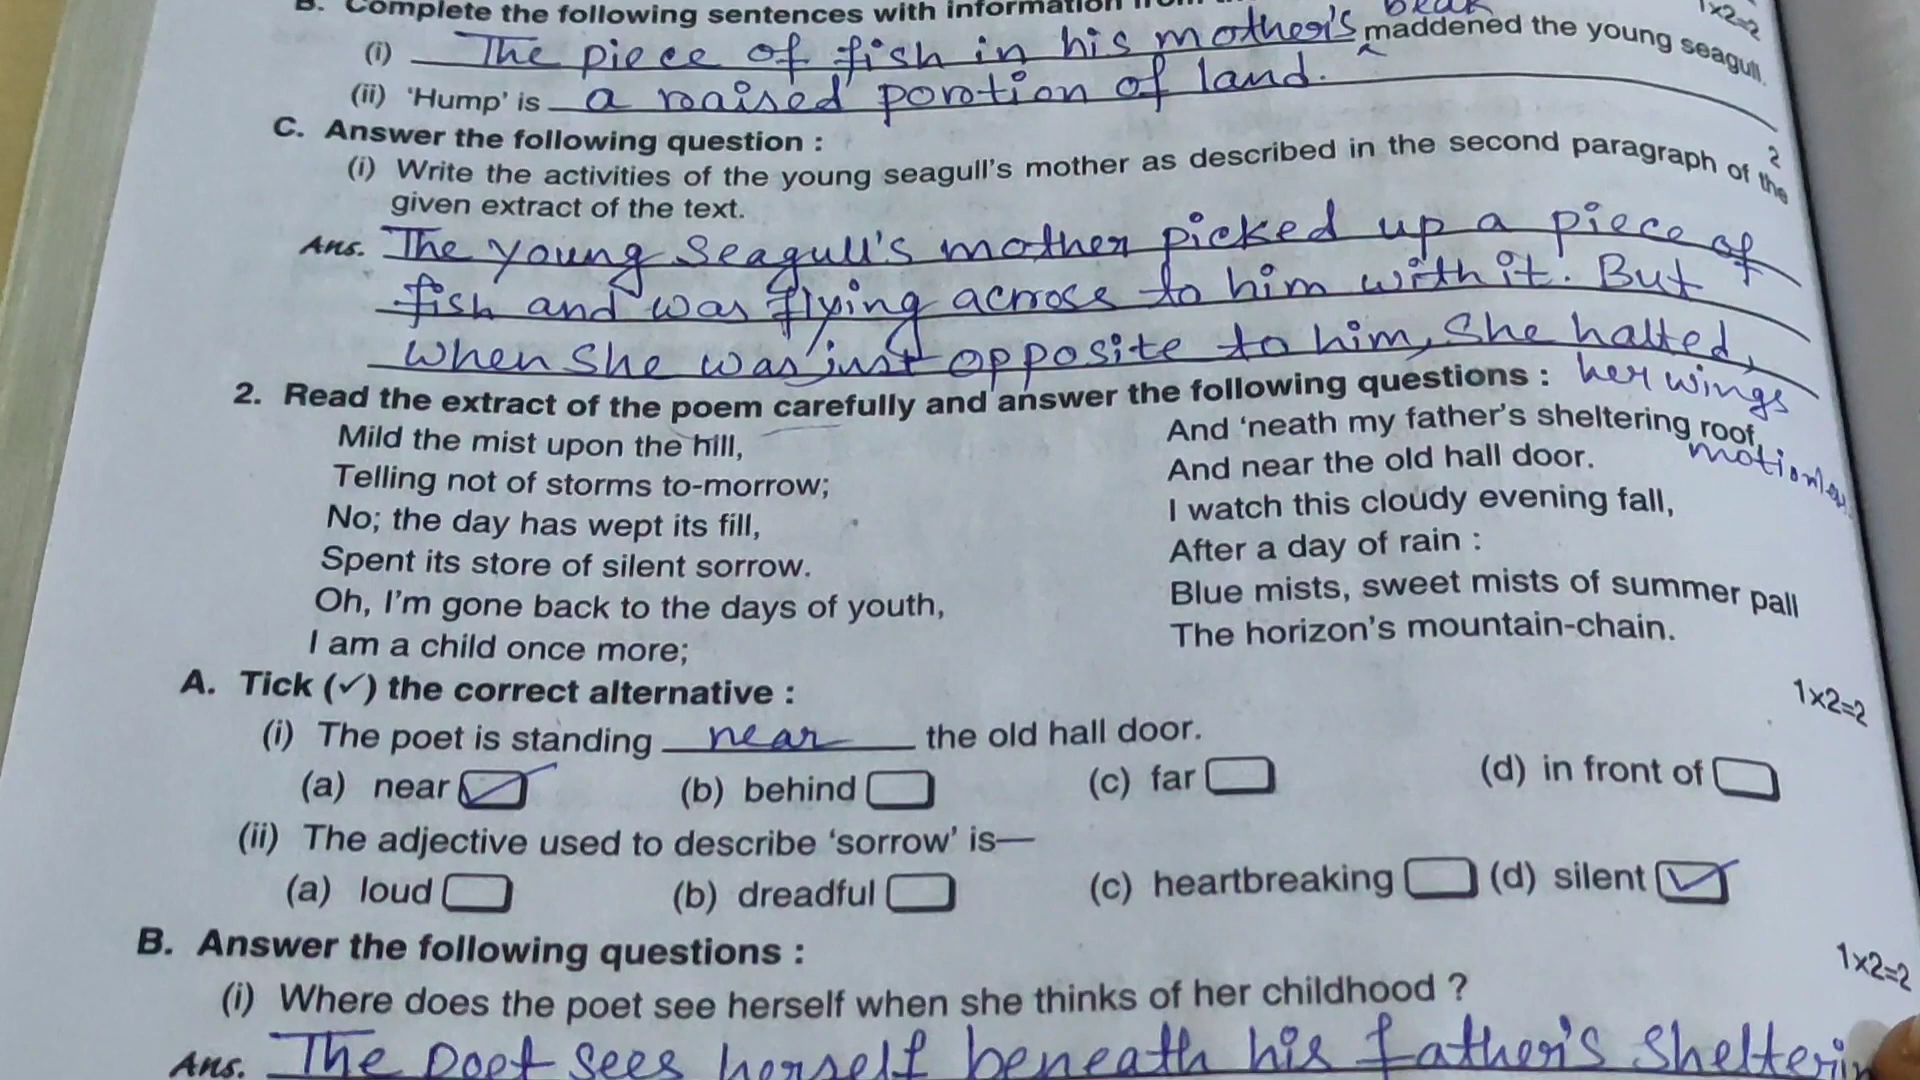 B. Complete the following sentences with information
beak
1×2=2
(i) The piece of fish in his mother's maddened the young seagull.
(ii) 'Hump' is a raised portion of land.
C. Answer the following question :
2
(i) Write the activities of the young seagull's mother as described in the second paragraph of the
given extract of the text.
Ans. The young Seagull's mother picked up a piece of
fish and was flying across to him with it. But
when she was just opposite to him, She halted,
her wings
motionless
2. Read the extract of the poem carefully and answer the following questions :
Mild the mist upon the hill,
Telling not of storms to-morrow;
No; the day has wept its fill,
Spent its store of silent sorrow.
Oh, I'm gone back to the days of youth,
I am a child once more;
And 'neath my father's sheltering roof,
And near the old hall door.
I watch this cloudy evening fall,
After a day of rain :
Blue mists, sweet mists of summer pall
The horizon's mountain-chain.
A. Tick (✓) the correct alternative :
1×2=2
(i) The poet is standing near the old hall door.
(a) near (b) behind (c) far (d) in front of
(ii) The adjective used to describe 'sorrow' is—
(a) loud (b) dreadful (c) heartbreaking (d) silent
B. Answer the following questions :
1×2=2
(i) Where does the poet see herself when she thinks of her childhood ?
Ans. The poet sees herself beneath his father's shelterin